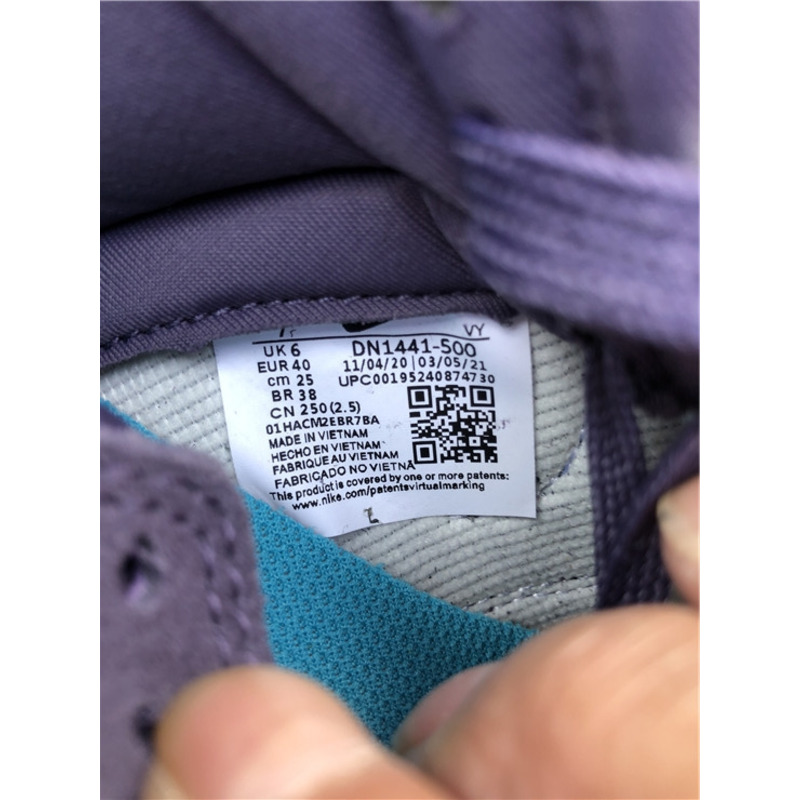 VY
UK 6 DN1441-500
EUR 40 11/04/20 | 03/05/21
cm 25 UPC00195240874730
BR 38
CN 250 (2.5)
01HACM2EBR7BA
MADE IN VIETNAM
HECHO EN VIETNAM
FABRIQUE AU VIETNAM
FABRICADO NO VIETNA
This product is covered by one or more patents:
www.nike.com/patentsvirtualmarking